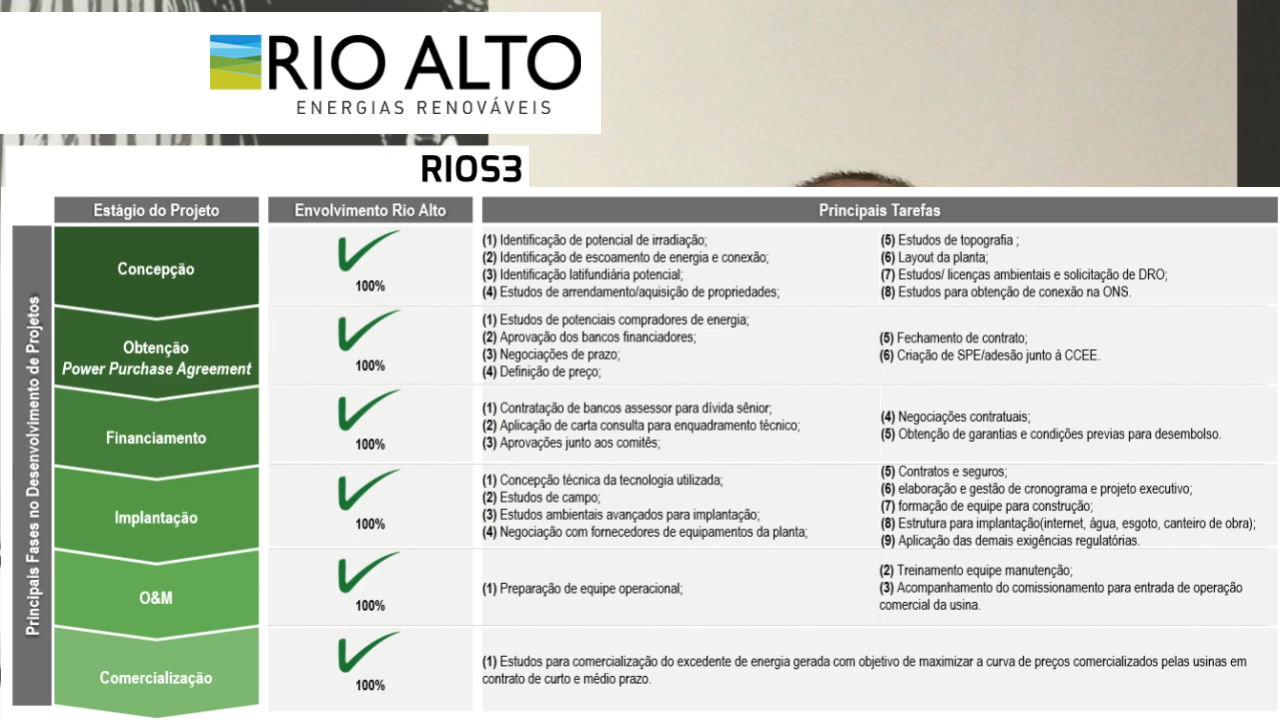 RIO ALTO
ENERGIAS RENOVÁVEIS
RIOS3
Estágio do Projeto
Envolvimento Rio Alto
Principais Tarefas
Principais Fases no Desenvolvimento de Projetos
Concepção
100%
(1) Identificação de potencial de irradiação;
(2) Identificação de escoamento de energia e conexão;
(3) Identificação latifundiária potencial;
(4) Estudos de arrendamento/aquisição de propriedades;
(5) Estudos de topografia ;
(6) Layout da planta;
(7) Estudos/ licenças ambientais e solicitação de DRO;
(8) Estudos para obtenção de conexão na ONS.
Obtenção
Power Purchase Agreement
100%
(1) Estudos de potenciais compradores de energia;
(2) Aprovação dos bancos financiadores;
(3) Negociações de prazo;
(4) Definição de preço;
(5) Fechamento de contrato;
(6) Criação de SPE/adesão junto à CCEE.
Financiamento
100%
(1) Contratação de bancos assessor para dívida sênior;
(2) Aplicação de carta consulta para enquadramento técnico;
(3) Aprovações junto aos comitês;
(4) Negociações contratuais;
(5) Obtenção de garantias e condições previas para desembolso.
Implantação
100%
(1) Concepção técnica da tecnologia utilizada;
(2) Estudos de campo;
(3) Estudos ambientais avançados para implantação;
(4) Negociação com fornecedores de equipamentos da planta;
(5) Contratos e seguros;
(6) elaboração e gestão de cronograma e projeto executivo;
(7) formação de equipe para construção;
(8) Estrutura para implantação(internet, água, esgoto, canteiro de obra);
(9) Aplicação das demais exigências regulatórias.
O&M
100%
(1) Preparação de equipe operacional;
(2) Treinamento equipe manutenção;
(3) Acompanhamento do comissionamento para entrada de operação
comercial da usina.
Comercialização
100%
(1) Estudos para comercialização do excedente de energia gerada com objetivo de maximizar a curva de preços comercializados pelas usinas em
contrato de curto e médio prazo.